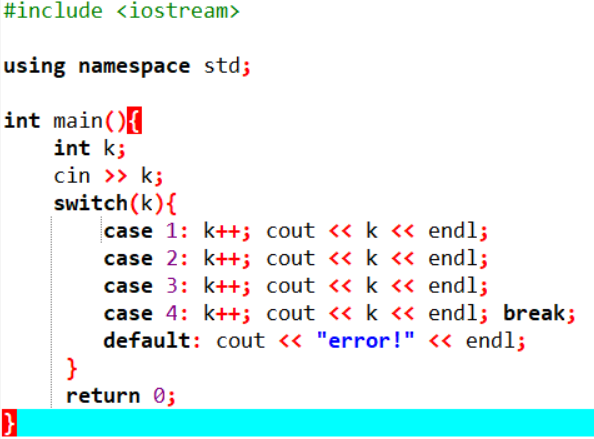 #include <iostream>
using namespace std;
int main(){
int k;
cin >> k;
switch(k){
case 1: k++; cout << k << endl;
case 2: k++; cout << k << endl;
case 3: k++; cout << k << endl;
case 4: k++; cout << k << endl; break;
default: cout << "error!" << endl;
}
return 0;
}